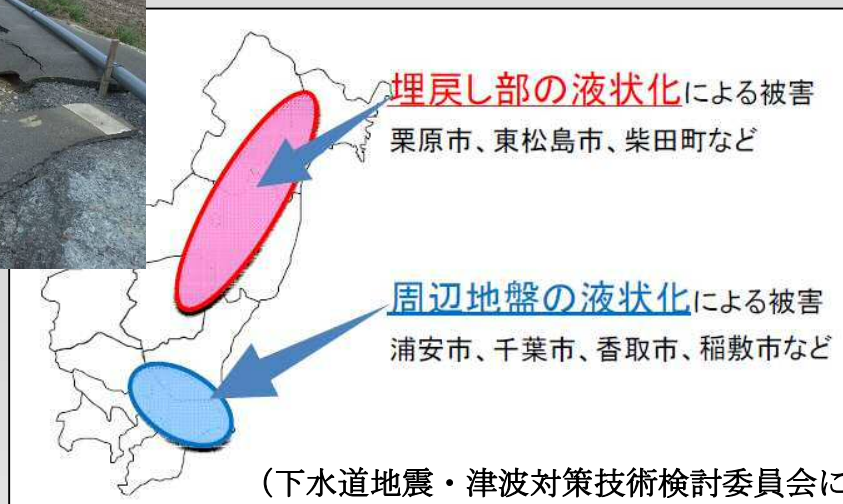 埋戻し部の液状化による被害
栗原市、東松島市、柴田町など
周辺地盤の液状化による被害
浦安市、千葉市、香取市、稲敷市など
（下水道地震・津波対策技術検討委員会に